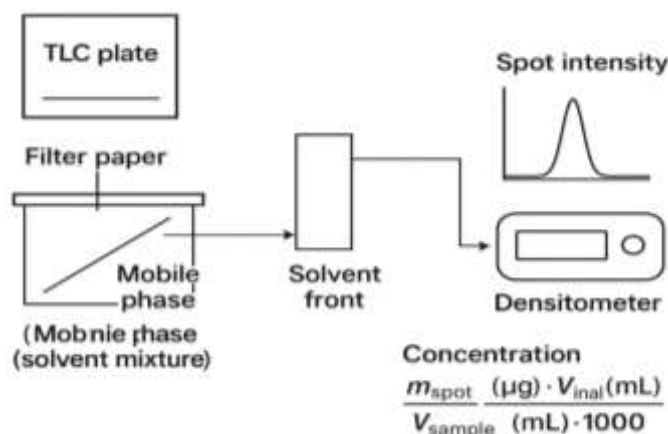 TLC plate
Filter paper
Mobile
phase
(Mobnie phase
(solvent mixture)
Solvent
front
Spot intensity
Densitometer
Concentration
m_spot (µg) · V_inal (mL)
V_sample (mL) · 1000